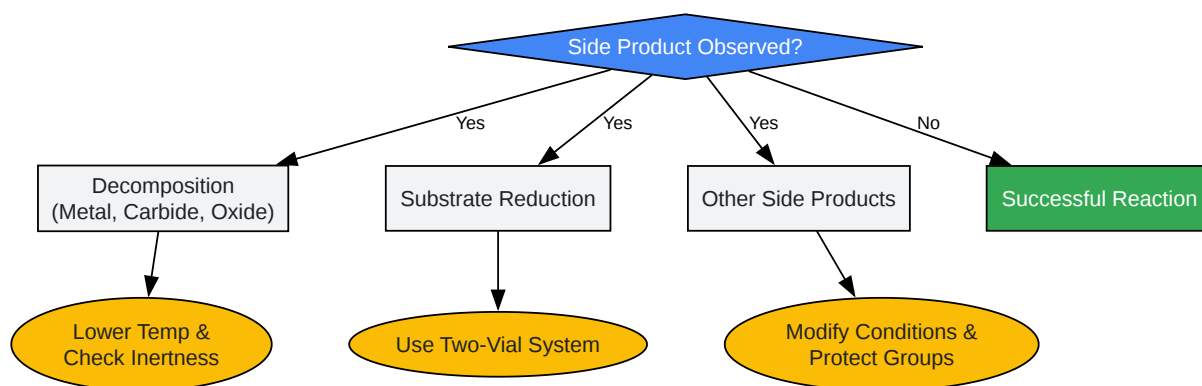 Side Product Observed?
Yes
Yes
Yes
No
Decomposition
(Metal, Carbide, Oxide)
Substrate Reduction
Other Side Products
Successful Reaction
Lower Temp &
Check Inertness
Use Two-Vial System
Modify Conditions &
Protect Groups